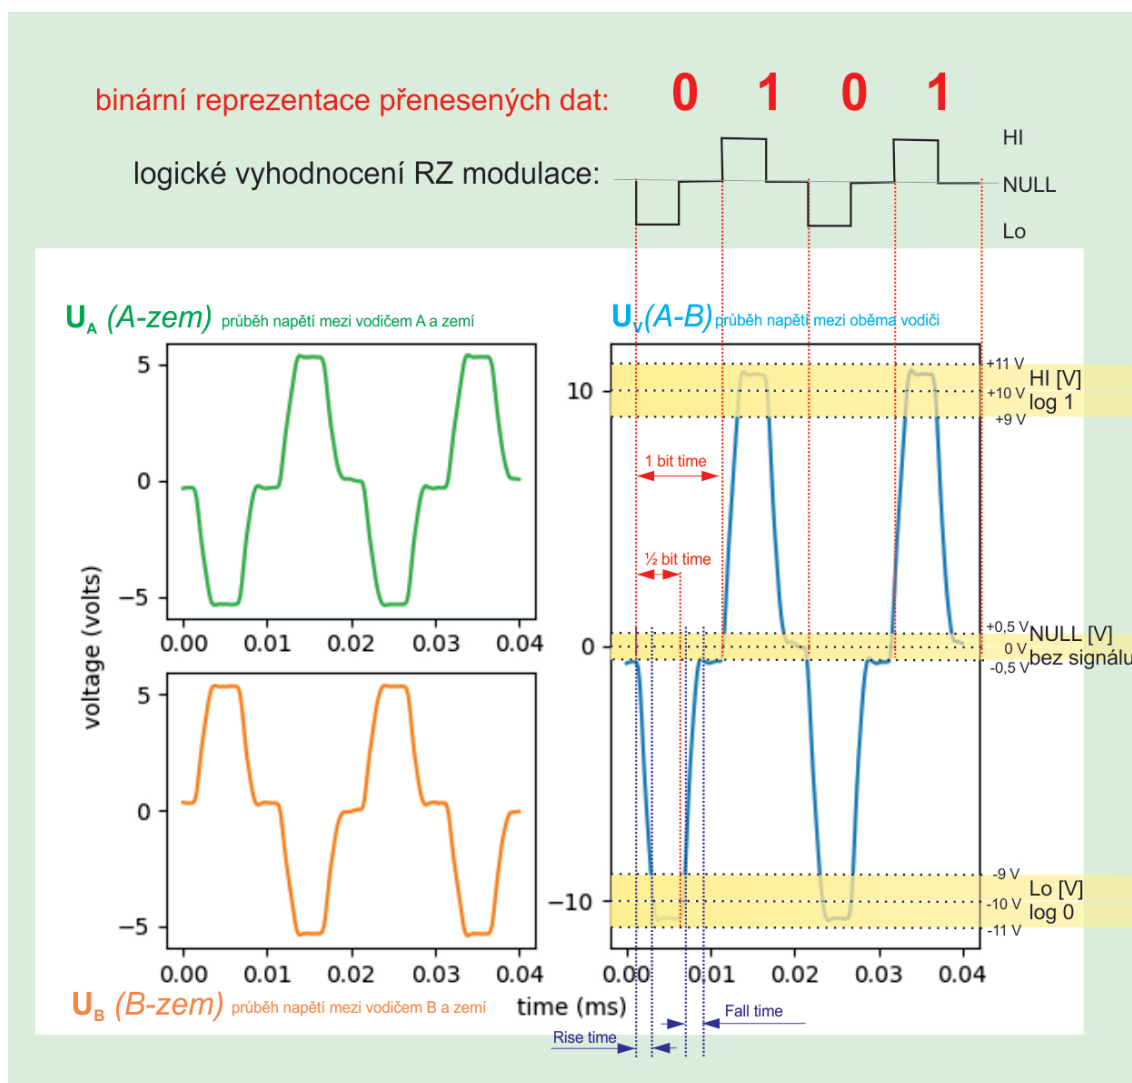 binární reprezentace přenesených dat: 0 1 0 1
logické vyhodnocení RZ modulace:
HI
NULL
Lo
U_A (A-zem) průběh napětí mezi vodičem A a zemí
5
0
−5
0.00 0.01 0.02 0.03 0.04
voltage (volts)
5
0
−5
0.00 0.01 0.02 0.03 0.04
U_B (B-zem) průběh napětí mezi vodičem B a zemí
time (ms)
U_V (A-B) průběh napětí mezi oběma vodiči
10
0
−10
0.00 0.01 0.02 0.03 0.04
+11 V
HI [V]
+10 V
log 1
+9 V
1 bit time
½ bit time
+0,5 V
NULL [V]
0 V
bez signálu
-0,5 V
-9 V
Lo [V]
-10 V
log 0
-11 V
Fall time
Rise time